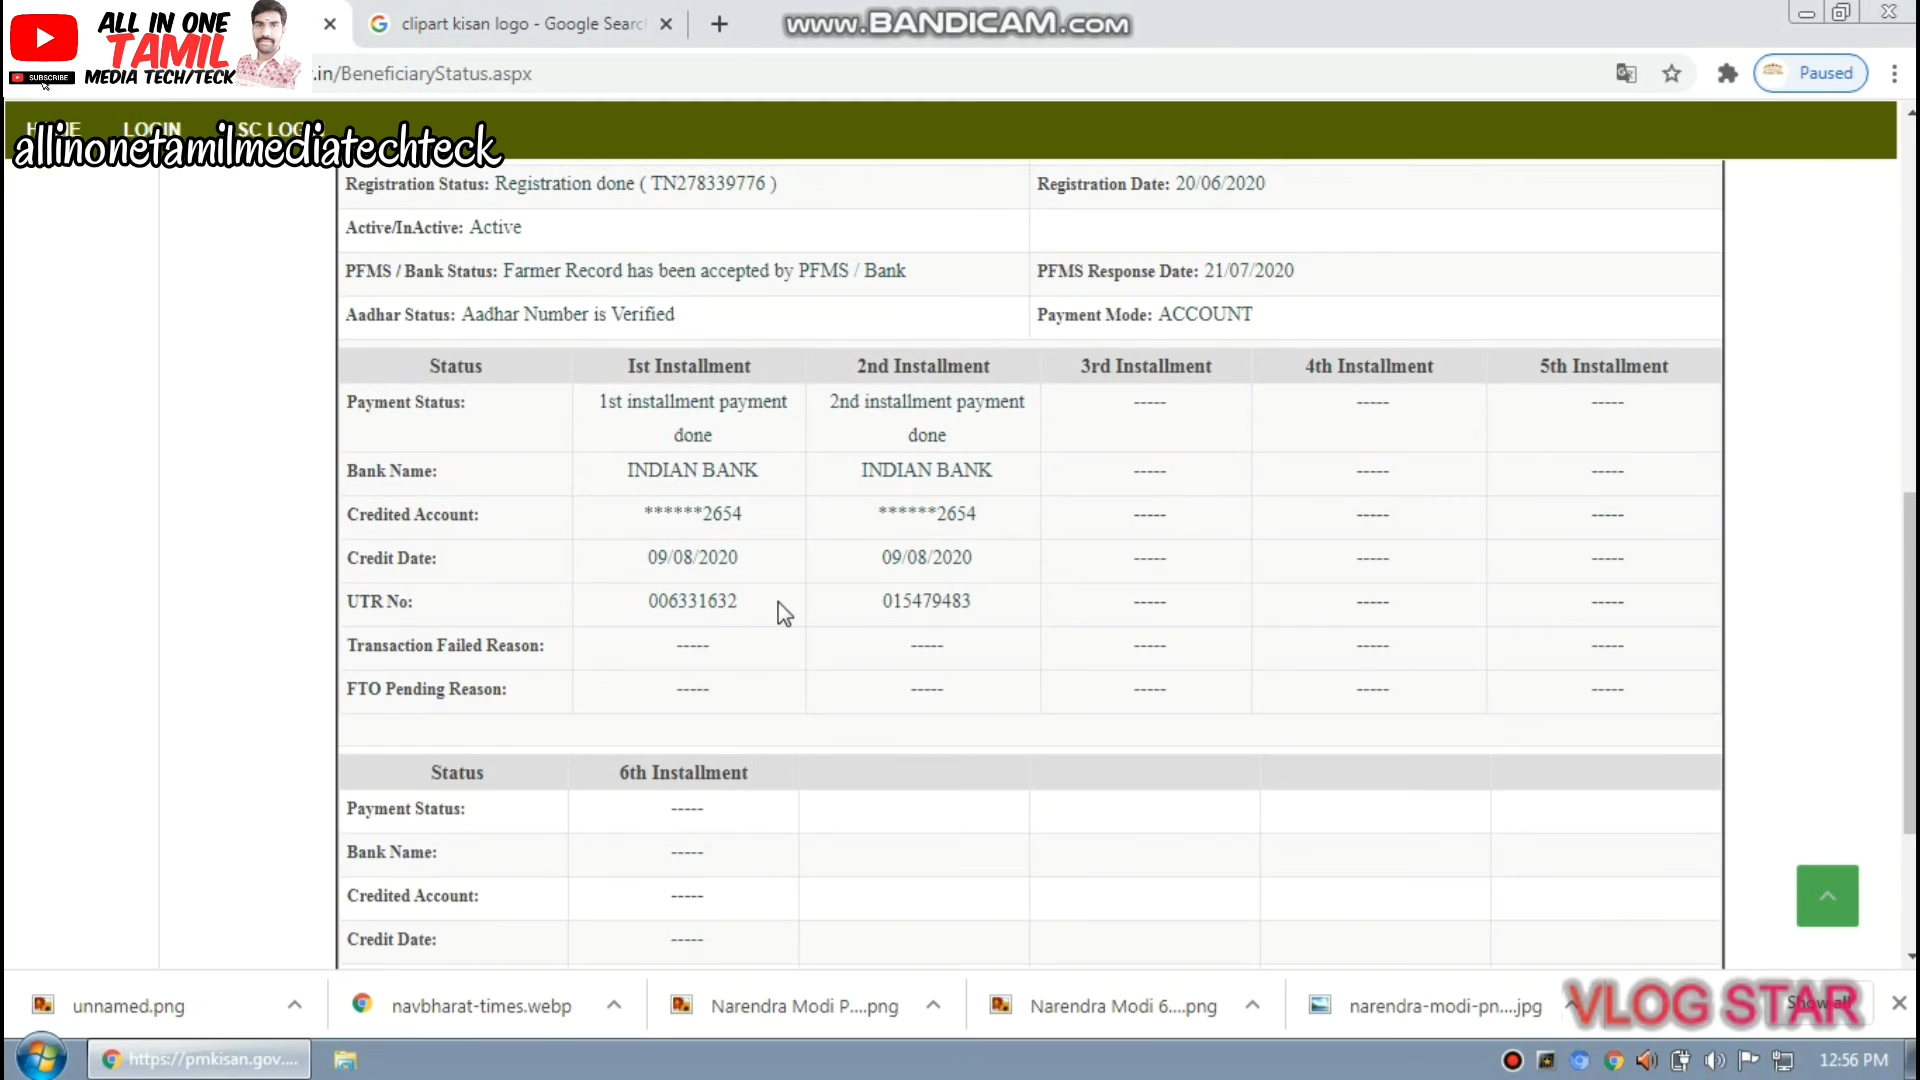 ALL IN ONE
TAMIL
MEDIA TECH/TECK
SUBSCRIBE
clipart kisan logo - Google Search
www.BANDICAM.com
.in/BeneficiaryStatus.aspx
Paused
HOME LOGIN
allinonetamilmediatechteck
Registration Status: Registration done ( TN278339776 ) Registration Date: 20/06/2020
Active/InActive: Active
PFMS / Bank Status: Farmer Record has been accepted by PFMS / Bank PFMS Response Date: 21/07/2020
Aadhar Status: Aadhar Number is Verified Payment Mode: ACCOUNT
Status Ist Installment 2nd Installment 3rd Installment 4th Installment 5th Installment
Payment Status: 1st installment payment done 2nd installment payment done ----- ----- -----
Bank Name: INDIAN BANK INDIAN BANK ----- ----- -----
Credited Account: ******2654 ******2654 ----- ----- -----
Credit Date: 09/08/2020 09/08/2020 ----- ----- -----
UTR No: 006331632 015479483 ----- ----- -----
Transaction Failed Reason: ----- ----- ----- ----- -----
FTO Pending Reason: ----- ----- ----- ----- -----
Status 6th Installment
Payment Status: -----
Bank Name: -----
Credited Account: -----
Credit Date: -----
unnamed.png navbharat-times.webp Narendra Modi P....png Narendra Modi 6....png narendra-modi-pn....jpg Show all
VLOG STAR
https://pmkisan.gov.... 12:56 PM